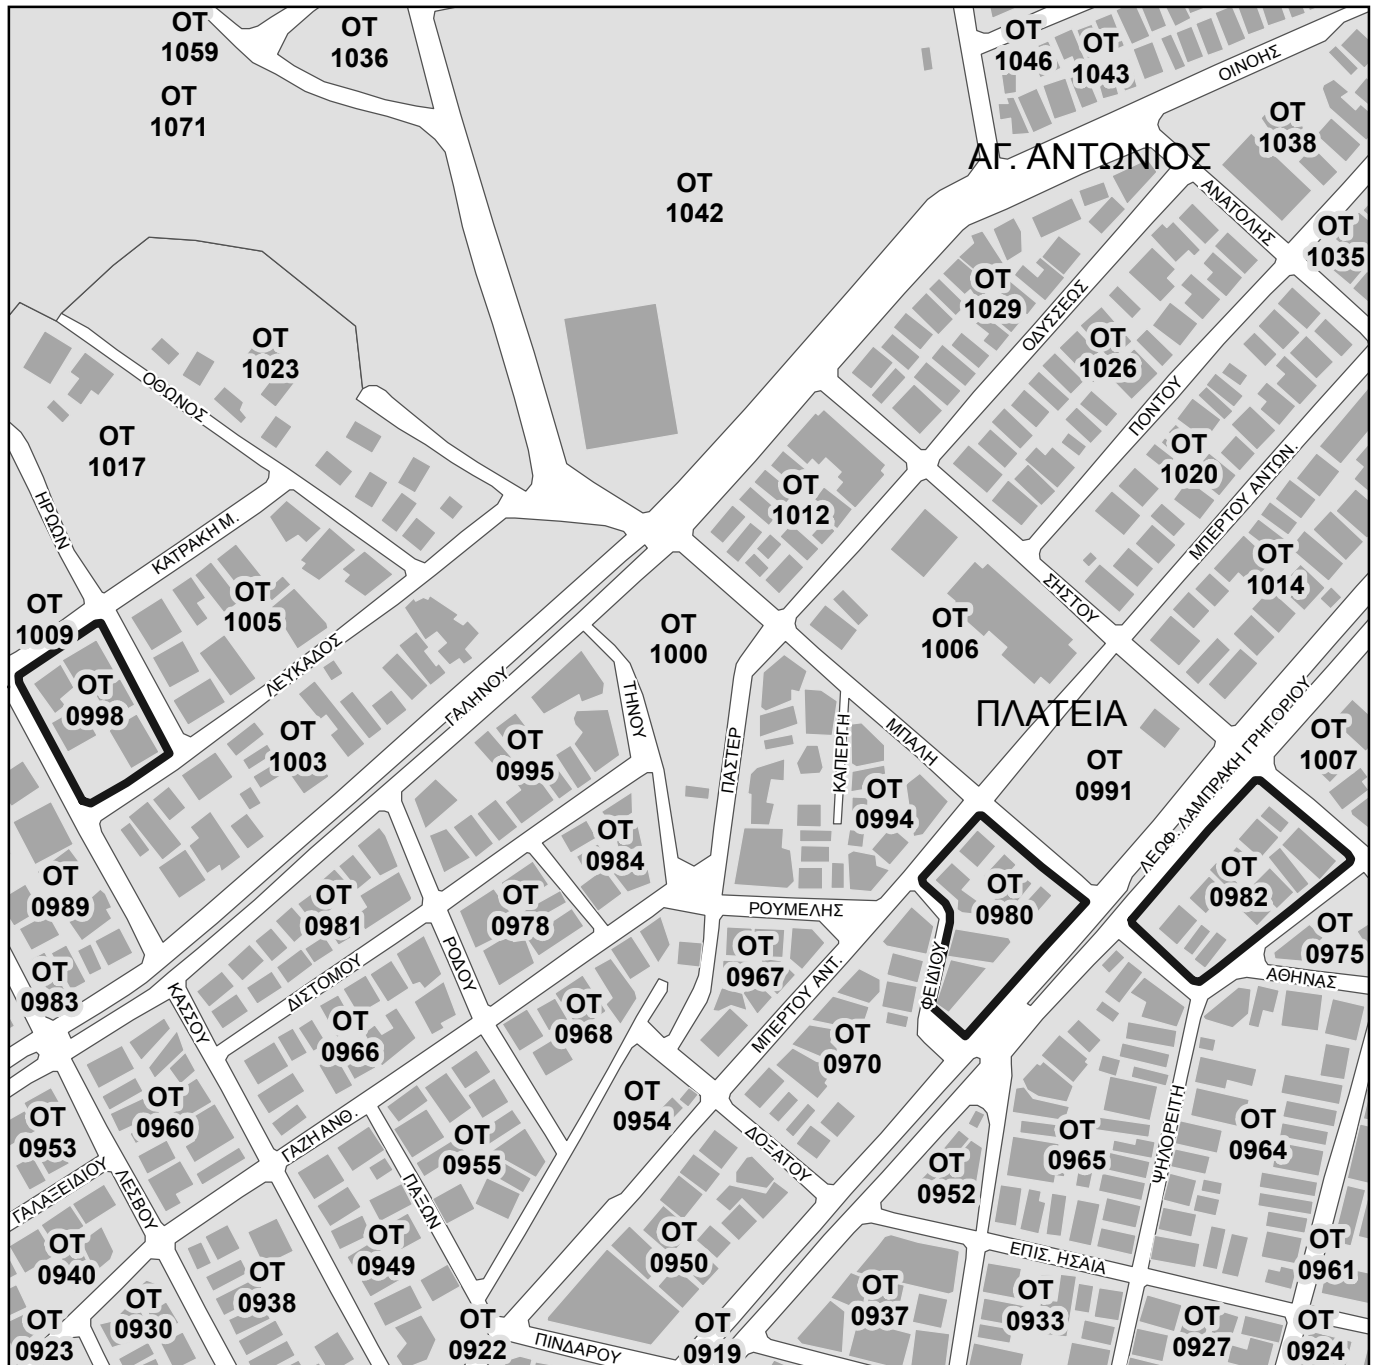 ΟΤ
1059
ΟΤ
1036
ΟΤ
1046
ΟΤ
1043
ΟΙΝΟΗΣ
ΟΤ
1071
ΟΤ
1038
ΑΓ. ΑΝΤΩΝΙΟΣ
ΟΤ
1042
ΑΝΑΤΟΛΗΣ
ΟΤ
1035
ΟΤ
1029
ΟΔΥΣΣΕΩΣ
ΟΤ
1023
ΟΤ
1026
ΟΘΩΝΟΣ
ΠΟΝΤΟΥ
ΟΤ
1017
ΟΤ
1020
ΜΠΕΡΤΟΥ ΑΝΤΩΝ.
ΟΤ
1012
ΗΡΩΩΝ
ΚΑΤΡΑΚΗ Μ.
ΟΤ
1014
ΣΗΣΤΟΥ
ΟΤ
1009
ΟΤ
1005
ΟΤ
1000
ΟΤ
1006
ΛΕΥΚΑΔΟΣ
ΟΤ
0998
ΓΑΛΗΝΟΥ
ΤΗΝΟΥ
ΠΛΑΤΕΙΑ
ΟΤ
1003
ΟΤ
0995
ΠΑΣΤΕΡ
ΚΑΠΕΡΓΗ
ΜΠΑΛΗ
ΛΕΩΦ. ΛΑΜΠΡΑΚΗ ΓΡΗΓΟΡΙΟΥ
ΟΤ
1007
ΟΤ
0991
ΟΤ
0994
ΟΤ
0984
ΟΤ
0989
ΟΤ
0981
ΟΤ
0978
ΟΤ
0980
ΟΤ
0982
ΡΟΥΜΕΛΗΣ
ΟΤ
0975
ΟΤ
0983
ΔΙΣΤΟΜΟΥ
ΡΟΔΟΥ
ΟΤ
0967
ΦΕΙΔΙΟΥ
ΑΘΗΝΑΣ
ΚΑΣΣΟΥ
ΟΤ
0968
ΜΠΕΡΤΟΥ ΑΝΤ.
ΟΤ
0966
ΟΤ
0970
ΟΤ
0953
ΟΤ
0960
ΓΑΖΗ ΑΝΘ.
ΟΤ
0955
ΟΤ
0954
ΔΟΞΑΤΟΥ
ΟΤ
0952
ΟΤ
0965
ΨΗΛΟΡΕΙΤΗ
ΟΤ
0964
ΓΑΛΑΞΕΙΔΙΟΥ
ΛΕΣΒΟΥ
ΠΑΞΩΝ
ΟΤ
0940
ΟΤ
0949
ΟΤ
0950
ΕΠΙΣ. ΗΣΑΙΑ
ΟΤ
0961
ΟΤ
0938
ΟΤ
0937
ΟΤ
0933
ΟΤ
0923
ΟΤ
0930
ΟΤ
0922
ΠΙΝΔΑΡΟΥ
ΟΤ
0919
ΟΤ
0927
ΟΤ
0924